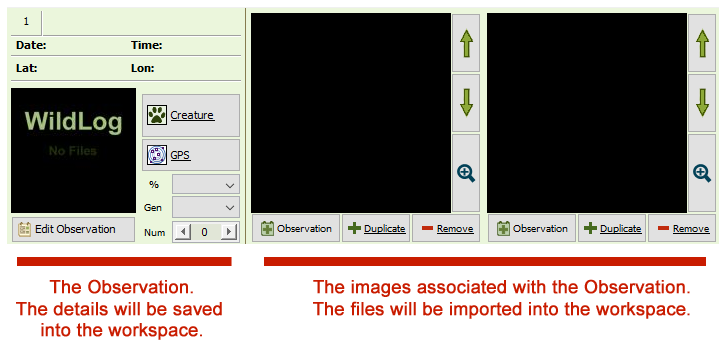 1
Date: Time:
Lat: Lon:
WildLog
No Files
Creature
GPS
%
Gen
Edit Observation
Num 0
Observation Duplicate Remove
Observation Duplicate Remove
The Observation.
The details will be saved
into the workspace.
The images associated with the Observation.
The files will be imported into the workspace.